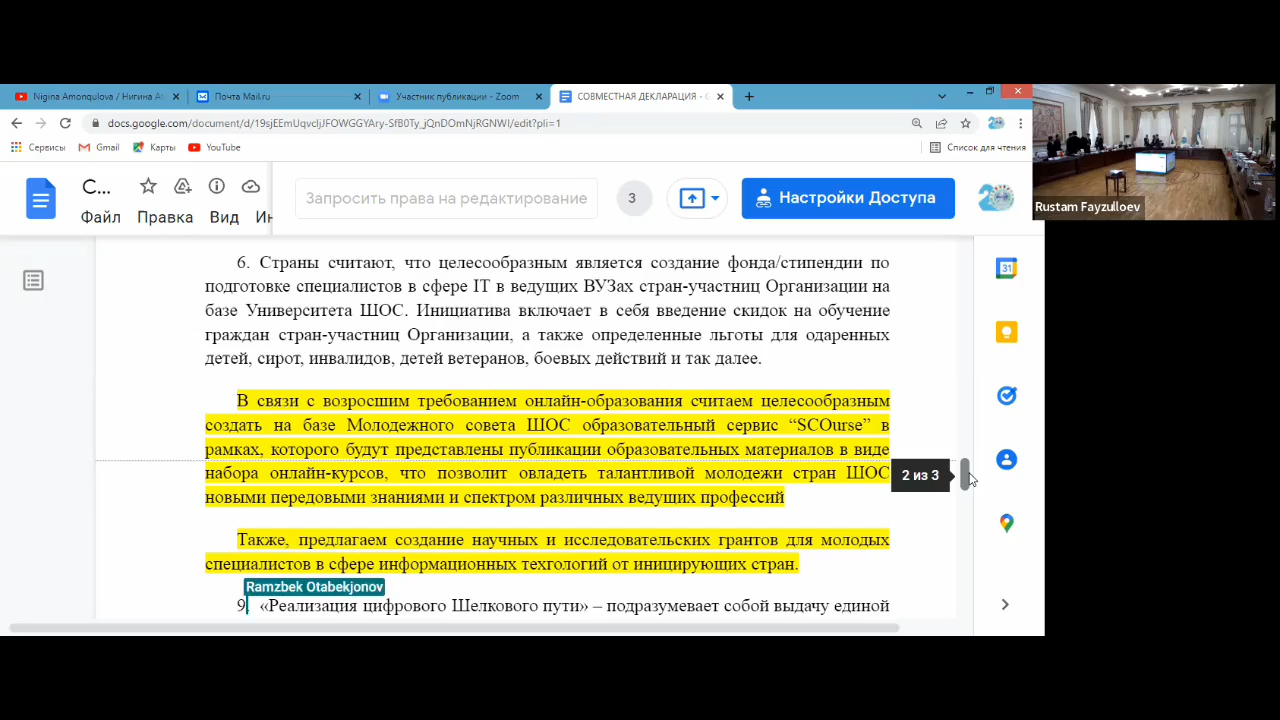 Nigina Amonqulova / Нигина Ат
Почта Mail.ru
Участник публикации - Zoom
СОВМЕСТНАЯ ДЕКЛАРАЦИЯ - G
docs.google.com/document/d/19sjEEmUqvcljJFOWGGYAry-SfB0Ty_jQnDOmNjRGNWI/edit?pli=1
Сервисы
Gmail
Карты
YouTube
Список для чтения
С...
Запросить права на редактирование
3
Настройки Доступа
Файл
Правка
Вид
Ин
Rustam Fayzulloev
31
6. Страны считают, что целесообразным является создание фонда/стипендии по
подготовке специалистов в сфере IT в ведущих ВУЗах стран-участниц Организации на
базе Университета ШОС. Инициатива включает в себя введение скидок на обучение
граждан стран-участниц Организации, а также определенные льготы для одаренных
детей, сирот, инвалидов, детей ветеранов, боевых действий и так далее.
В связи с возросшим требованием онлайн-образования считаем целесообразным
создать на базе Молодежного совета ШОС образовательный сервис “SCOurse” в
рамках, которого будут представлены публикации образовательных материалов в виде
набора онлайн-курсов, что позволит овладеть талантливой молодежи стран ШОС
новыми передовыми знаниями и спектром различных ведущих профессий
2 из 3
Также, предлагаем создание научных и исследовательских грантов для молодых
специалистов в сфере информационных техгологий от иницирующих стран.
Ramzbek Otabekjonov
9. «Реализация цифрового Шелкового пути» – подразумевает собой выдачу единой